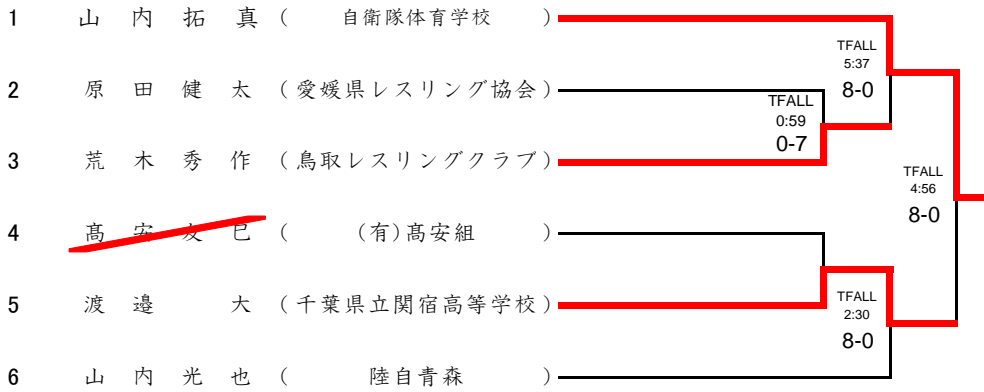 1 山 内 拓 真 ( 自衛隊体育学校 )
TFALL
5:37
8-0
2 原 田 健 太 ( 愛媛県レスリング協会 )
TFALL
0:59
0-7
3 荒 木 秀 作 ( 鳥取レスリングクラブ )
TFALL
4:56
8-0
4 髙 安 友 巳 ( (有)髙安組 )
5 渡 邉 大 ( 千葉県立関宿高等学校 )
TFALL
2:30
8-0
6 山 内 光 也 ( 陸自青森 )